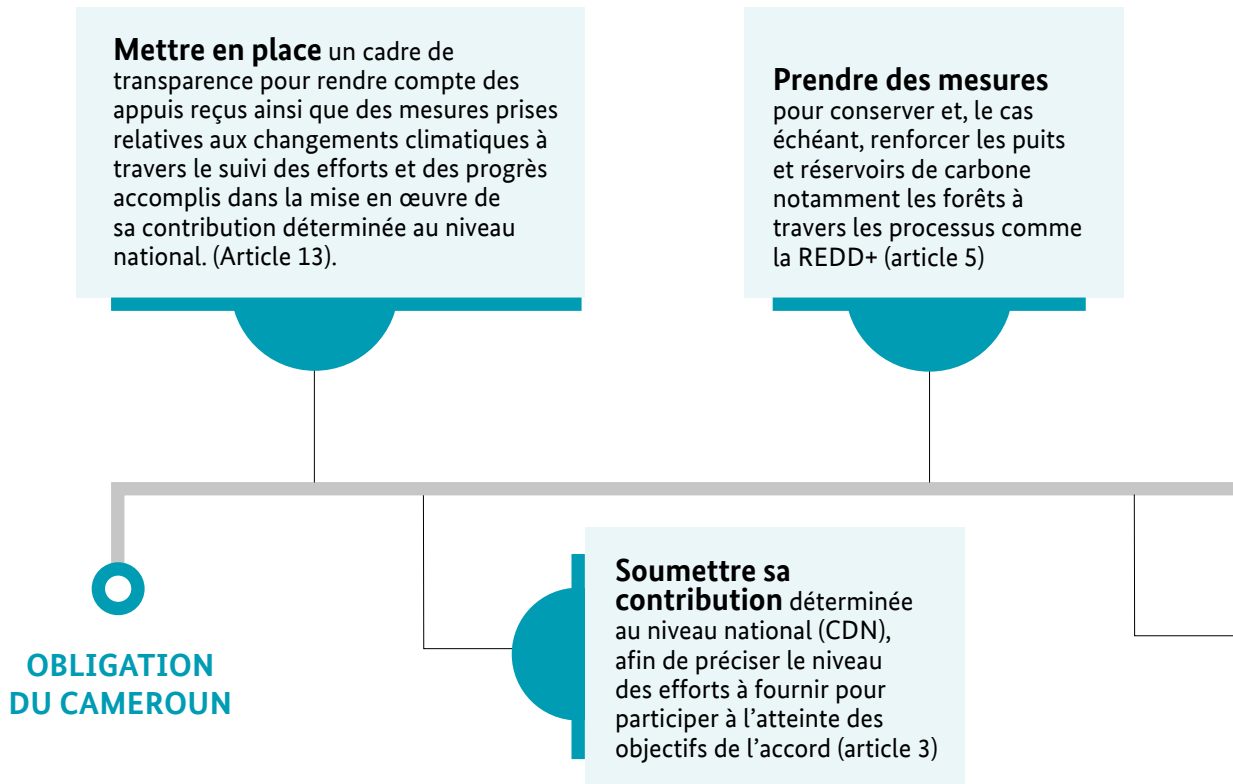 Mettre en place un cadre de
transparence pour rendre compte des
appuis reçus ainsi que des mesures prises
relatives aux changements climatiques à
travers le suivi des efforts et des progrès
accomplis dans la mise en œuvre de
sa contribution déterminée au niveau
national. (Article 13).
Prendre des mesures
pour conserver et, le cas
échéant, renforcer les puits
et réservoirs de carbone
notamment les forêts à
travers les processus comme
la REDD+ (article 5)
OBLIGATION
DU CAMEROUN
Soumettre sa
contribution déterminée
au niveau national (CDN),
afin de préciser le niveau
des efforts à fournir pour
participer à l’atteinte des
objectifs de l’accord (article 3)